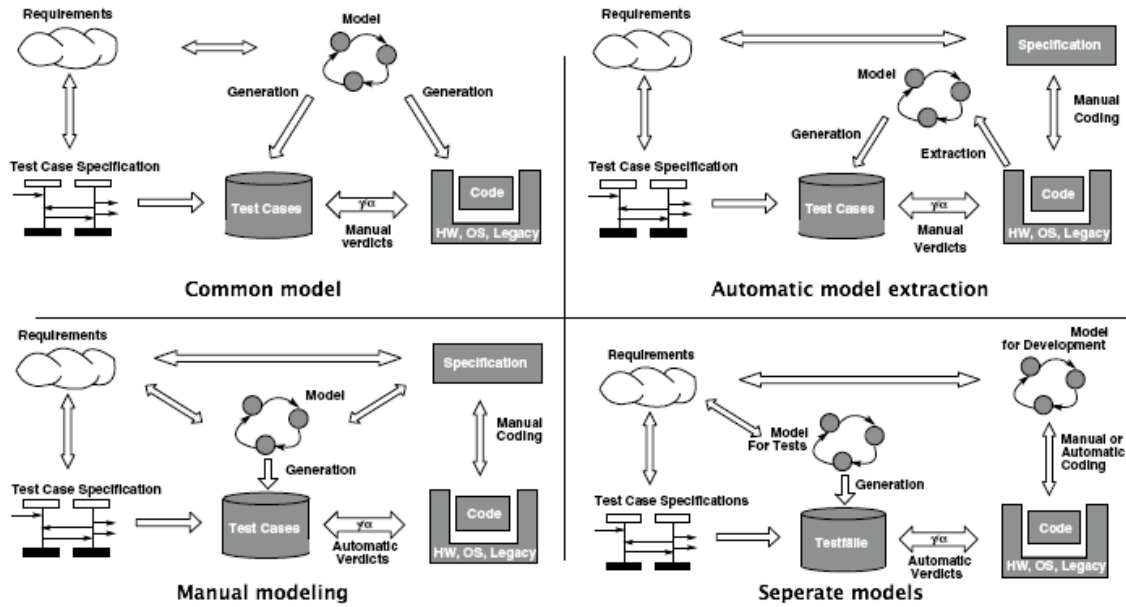 Requirements
Model
Generation
Generation
Test Case Specification
Test Cases
γ/α
Manual
verdicts
Code
HW, OS, Legacy
Common model
Requirements
Specification
Model
Manual
Coding
Generation
Extraction
Test Case Specification
Test Cases
γ/α
Manual
Verdicts
Code
HW, OS, Legacy
Automatic model extraction
Requirements
Specification
Model
Manual
Coding
Generation
Test Case Specification
Test Cases
γ/α
Automatic
Verdicts
Code
HW, OS, Legacy
Manual modeling
Requirements
Model
for Development
Model
For Tests
Manual or
Automatic
Coding
Generation
Test Case Specifications
Testfälle
γ/α
Automatic
Verdicts
Code
HW, OS, Legacy
Seperate models